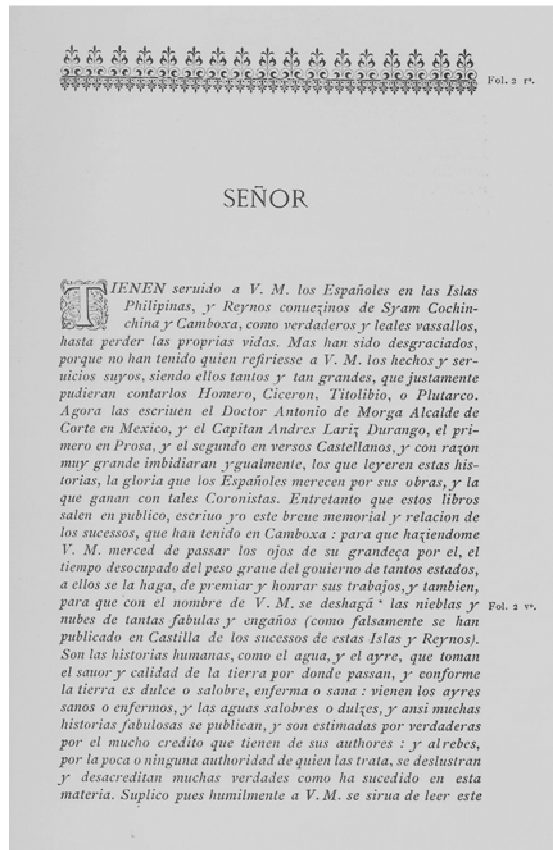 Fol. 2 rº.
SEÑOR
TIENEN seruido a V. M. los Españoles en las Islas
Philipinas, y Reynos conueȥinos de Syam Cochin-
china y Camboxa, como verdaderos y leales vassallos,
hasta perder las proprias vidas. Mas han sido desgraciados,
porque no han tenido quien refiriesse a V. M. los hechos y ser-
uicios suyos, siendo ellos tantos y tan grandes, que justamente
pudieran contarlos Homero, Ciceron, Titolibio, o Plutarco.
Agora las escriuen el Doctor Antonio de Morga Alcalde de
Corte en Mexico, y el Capitan Andres Lariȥ Durango, el pri-
mero en Prosa, y el segundo en versos Castellanos, y con raȥon
muy grande imbidiaran ygualmente, los que leyeren estas his-
torias, la gloria que los Españoles merecen por sus obras, y la
que ganan con tales Coronistas. Entretanto que estos libros
salen en publico, escriuo yo este breue memorial y relacion de
los sucessos, que han tenido en Camboxa : para que haȥiendome
V. M. merced de passar los ojos de su grandeça por el, el
tiempo desocupado del peso graue del gouierno de tantos estados,
a ellos se la haga, de premiar y honrar sus trabajos, y tambien,
para que con el nombre de V. M. se deshagã las nieblas y
Fol. 2 vº.
nubes de tantas fabulas y engaños (como falsamente se han
publicado en Castilla de los sucessos de estas Islas y Reynos).
Son las historias humanas, como el agua, y el ayre, que toman
el sauor y calidad de la tierra por donde passan, y conforme
la tierra es dulce o salobre, enferma o sana : vienen los ayres
sanos o enfermos, y las aguas salobres o dulȥes, y ansi muchas
historias fabulosas se publican, y son estimadas por verdaderas
por el mucho credito que tienen de sus authores : y al rebes,
por la poca o ninguna authoridad de quien las trata, se deslustran
y desacreditan muchas verdades como ha sucedido en esta
materia. Suplico pues humilmente a V. M. se sirua de leer este